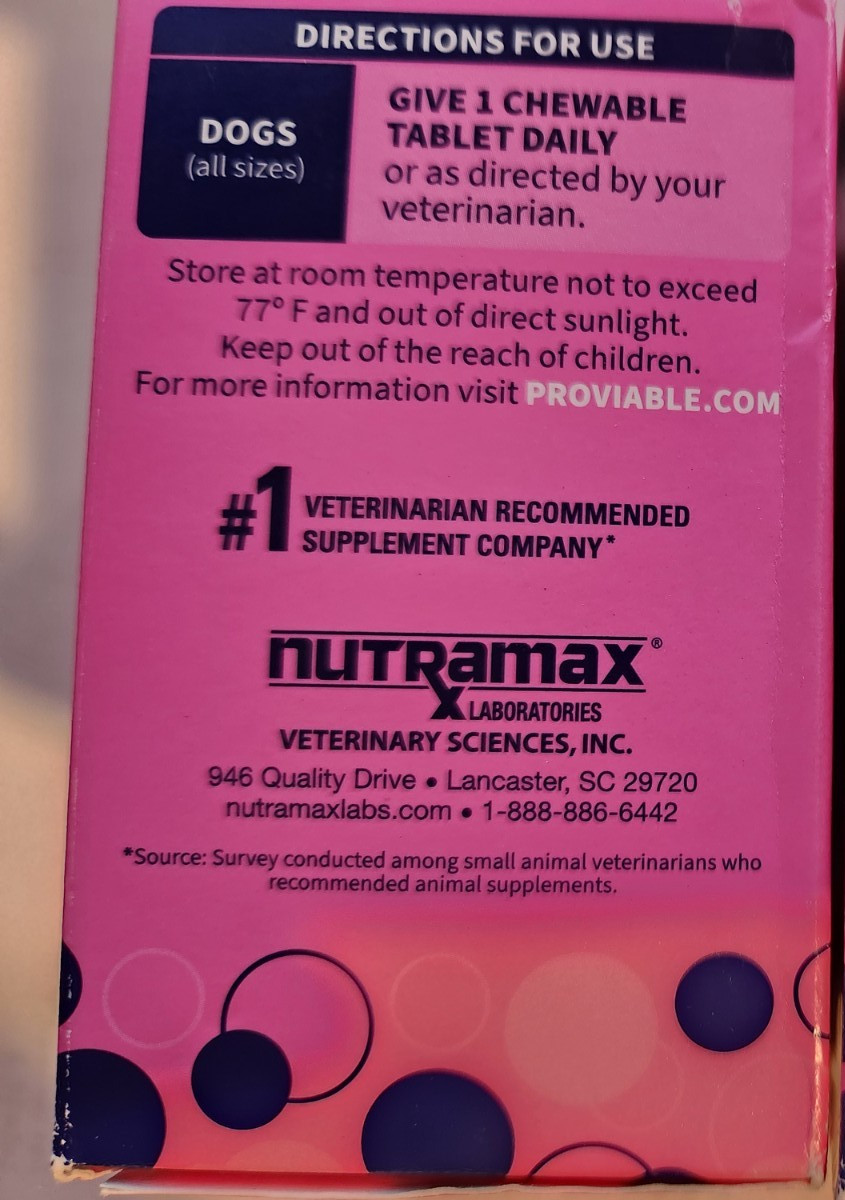 DIRECTIONS FOR USE
DOGS
(all sizes)
GIVE 1 CHEWABLE
TABLET DAILY
or as directed by your
veterinarian.
Store at room temperature not to exceed
77° F and out of direct sunlight.
Keep out of the reach of children.
For more information visit PROVIABLE.COM
#1 VETERINARIAN RECOMMENDED
SUPPLEMENT COMPANY*
nutramax®
LABORATORIES
VETERINARY SCIENCES, INC.
946 Quality Drive • Lancaster, SC 29720
nutramaxlabs.com • 1-888-886-6442
*Source: Survey conducted among small animal veterinarians who
recommended animal supplements.